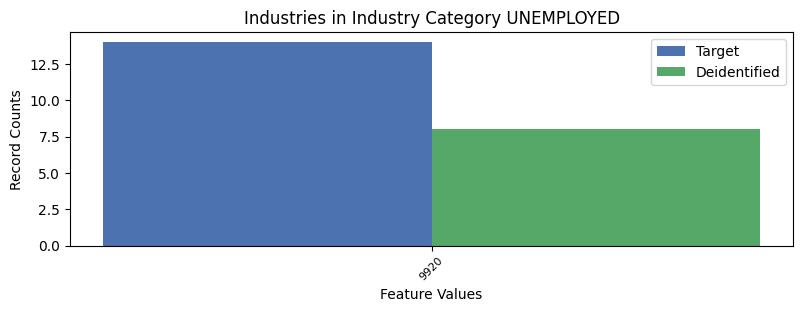 Industries in Industry Category UNEMPLOYED
Target
Deidentified
Record Counts
12.5
10.0
7.5
5.0
2.5
0.0
9920
Feature Values